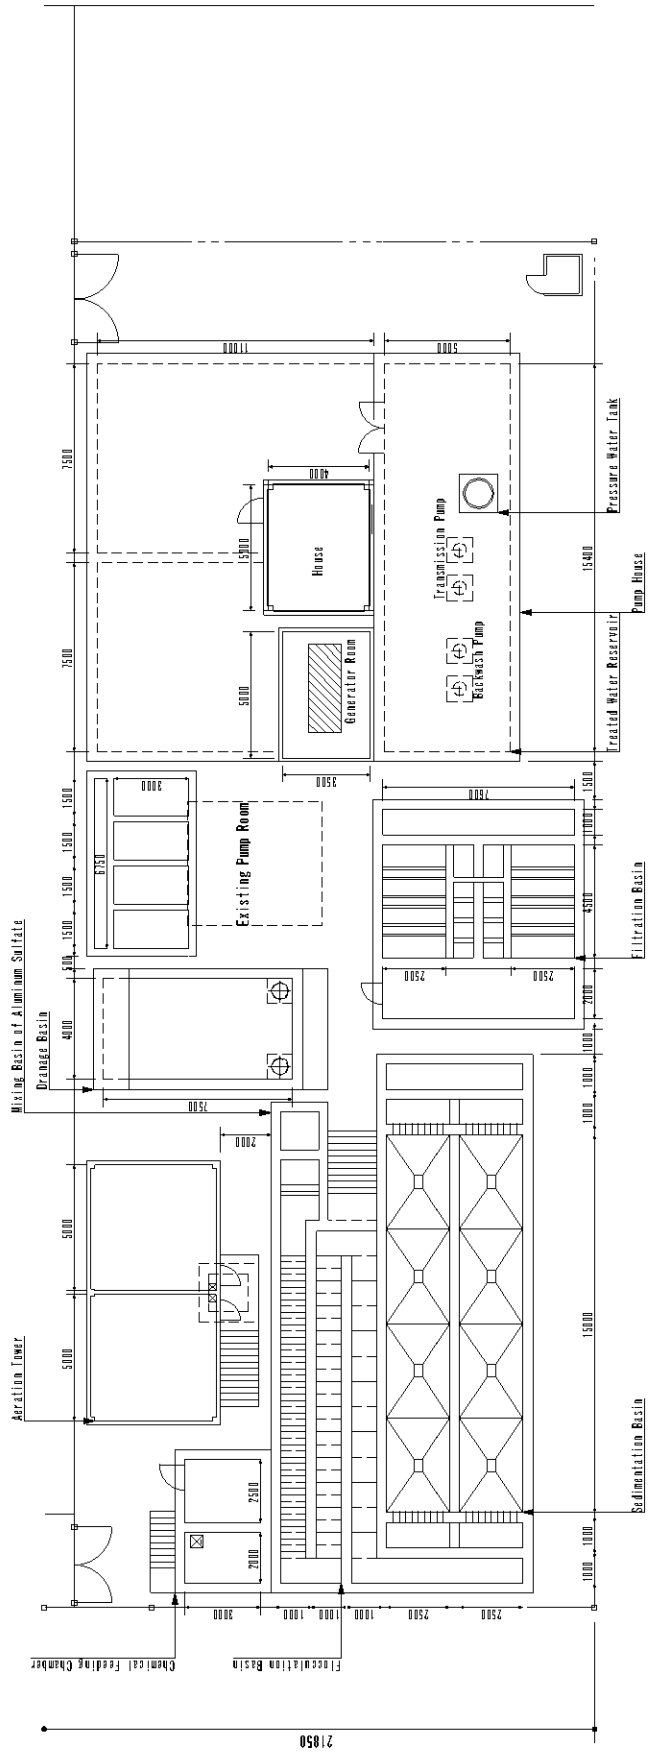 11000
5000
7500
4000
Pressure Water Tank
5000
House
Transmission Pump
15400
Pump House
7500
5000
Generator Room
Backwash Pump
Treated Water Reservoir
3500
1500
3000
1500
7600
1500
6750
Existing Pump Room
1000
1500
1500
4500
Filtration Basin
500
Mixing Basin of Aluminum Sulfate
Dranage Basin
4000
2500
2500
2000
1000
7500
2000
1000
1000
5000
5000
Aeration Tower
15000
Sedimentation Basin
2500
2000
1000
1000
3000
1000
1000
1000
2500
2500
Chemical Feeding Chamber
Flocculation Basin
21850